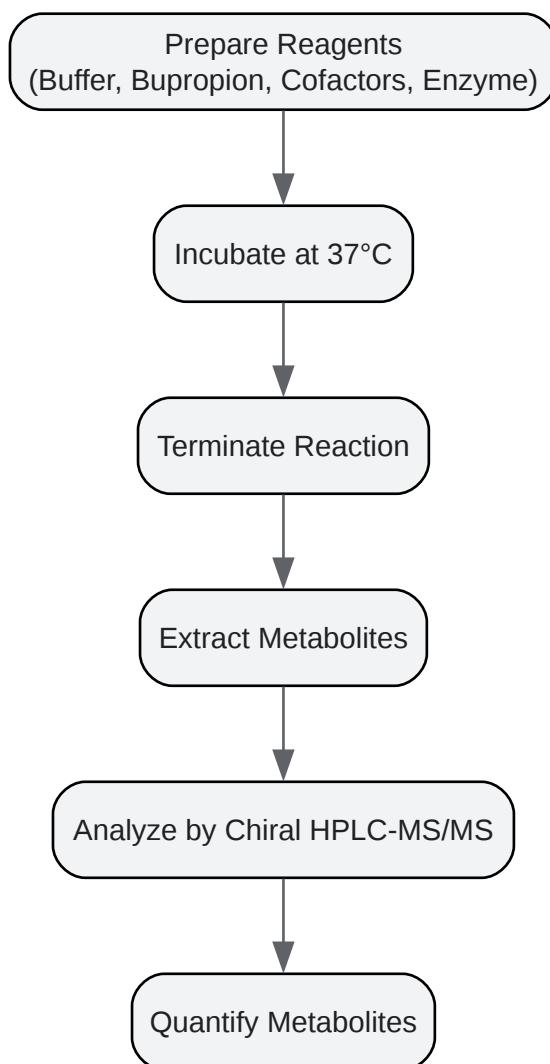 Prepare Reagents
(Buffer, Bupropion, Cofactors, Enzyme)
Incubate at 37°C
Terminate Reaction
Extract Metabolites
Analyze by Chiral HPLC-MS/MS
Quantify Metabolites